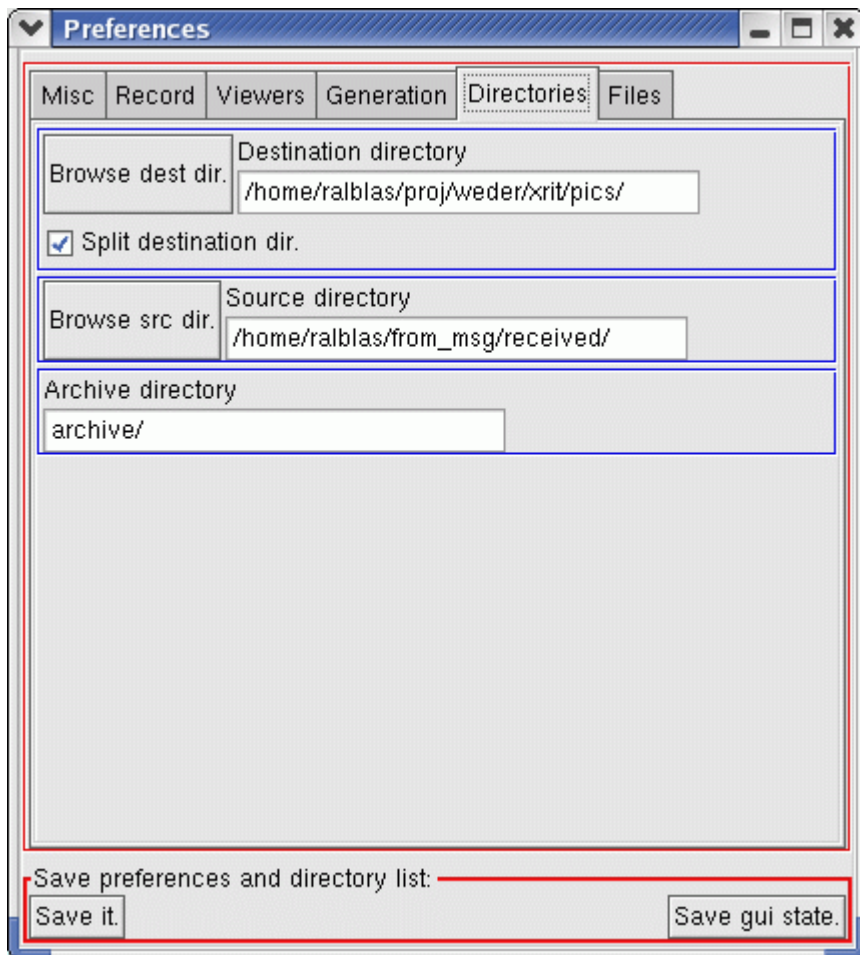 Preferences
Misc Record Viewers Generation Directories Files
Browse dest dir.
Destination directory
/home/ralblas/proj/weder/xrit/pics/
Split destination dir.
Browse src dir.
Source directory
/home/ralblas/from_msg/received/
Archive directory
archive/
Save preferences and directory list:
Save it. Save gui state.